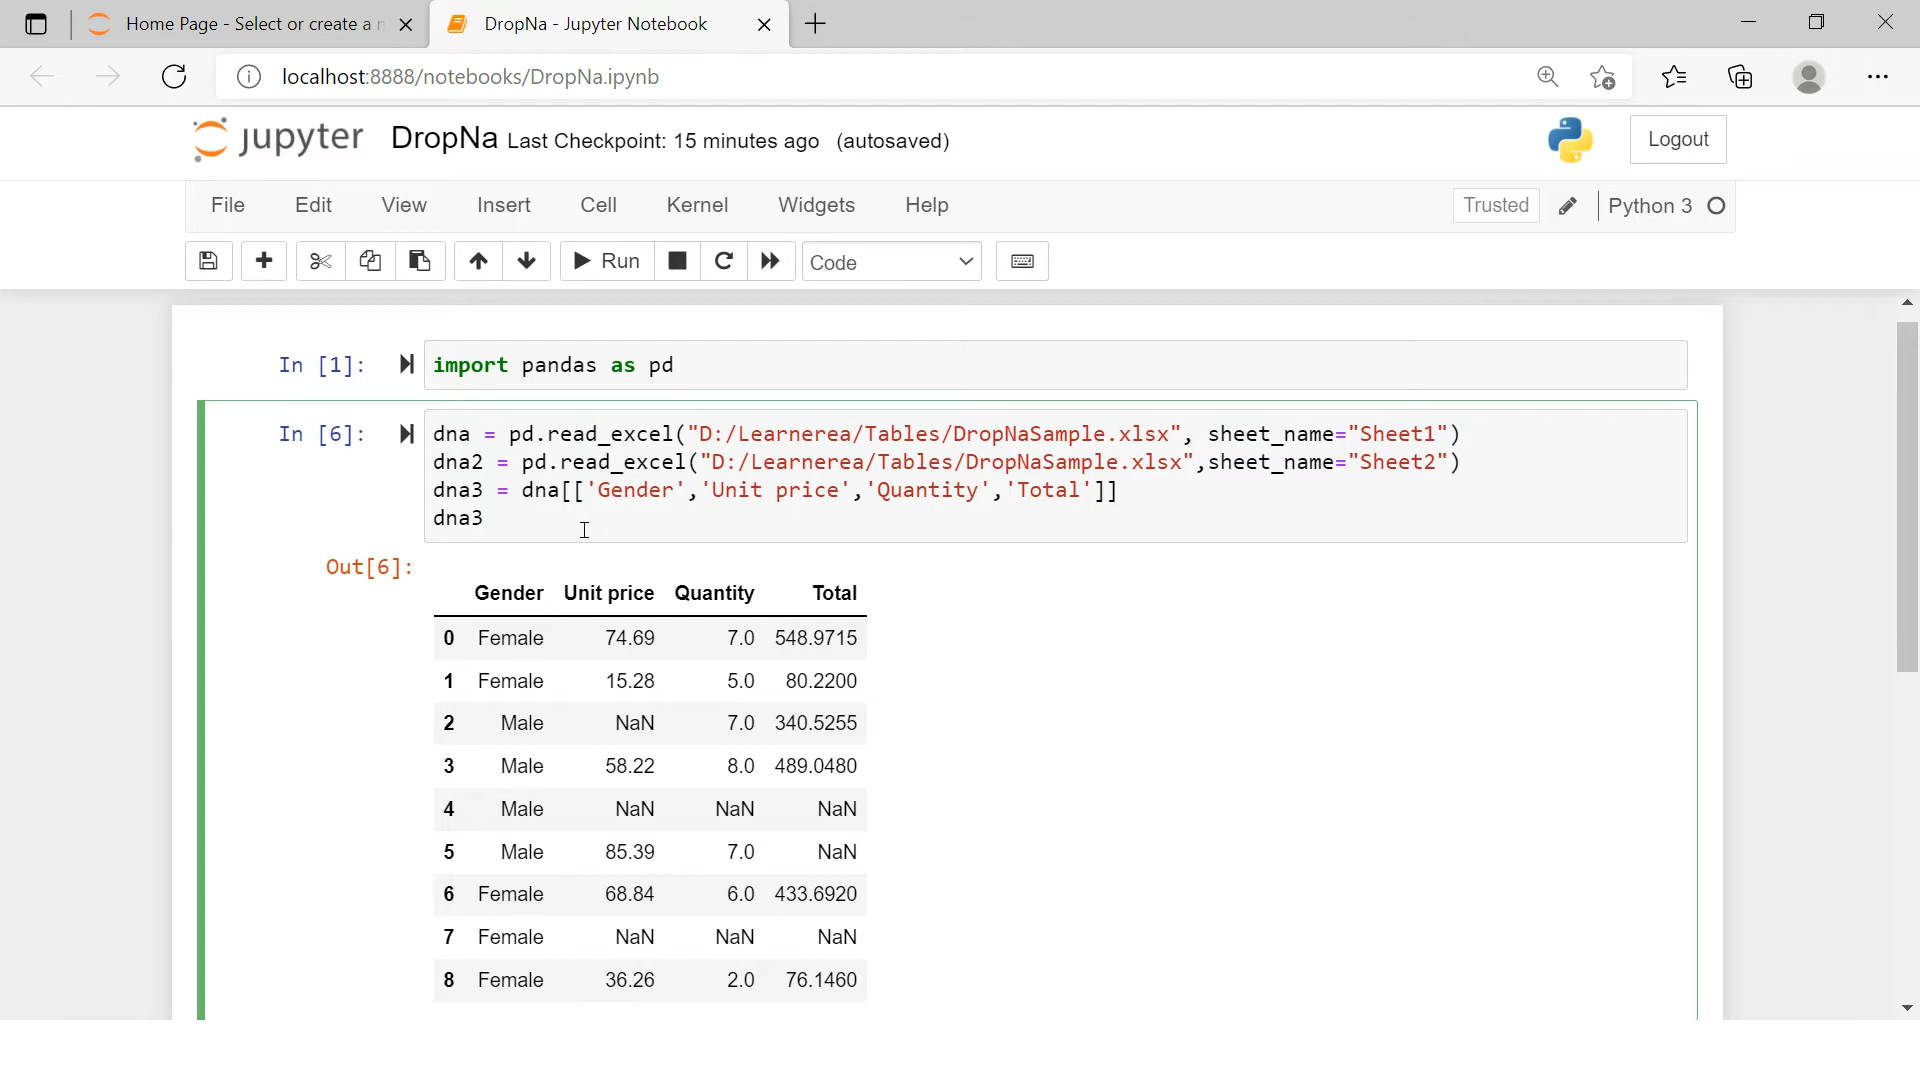 Home Page - Select or create a n
DropNa - Jupyter Notebook
localhost:8888/notebooks/DropNa.ipynb
jupyter DropNa Last Checkpoint: 15 minutes ago (autosaved)
Logout
File Edit View Insert Cell Kernel Widgets Help
Trusted Python 3
Run Code
In [1]: import pandas as pd
In [6]: dna = pd.read_excel("D:/Learnerea/Tables/DropNaSample.xlsx", sheet_name="Sheet1")
dna2 = pd.read_excel("D:/Learnerea/Tables/DropNaSample.xlsx",sheet_name="Sheet2")
dna3 = dna[['Gender','Unit price','Quantity','Total']]
dna3
Out[6]:
Gender Unit price Quantity Total
0 Female 74.69 7.0 548.9715
1 Female 15.28 5.0 80.2200
2 Male NaN 7.0 340.5255
3 Male 58.22 8.0 489.0480
4 Male NaN NaN NaN
5 Male 85.39 7.0 NaN
6 Female 68.84 6.0 433.6920
7 Female NaN NaN NaN
8 Female 36.26 2.0 76.1460